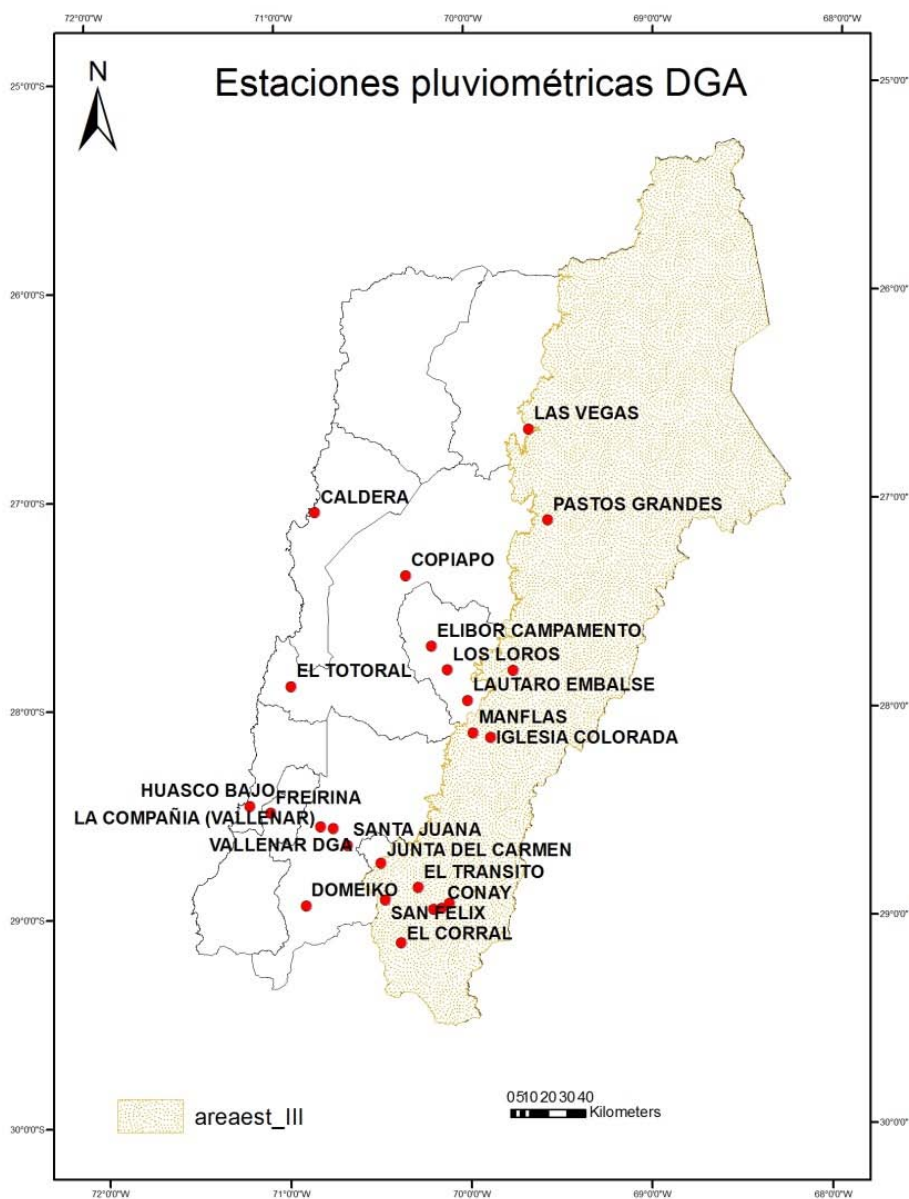 72°0'0"W 71°0'0"W 70°0'0"W 69°0'0"W 68°0'0"W
N
Estaciones pluviométricas DGA
25°0'0"S 25°0'0"
26°0'0"S 26°0'0"
LAS VEGAS
CALDERA
PASTOS GRANDES
27°0'0"S 27°0'0"
COPIAPO
ELIBOR CAMPAMENTO
LOS LOROS
EL TOTORAL
LAUTARO EMBALSE
28°0'0"S 28°0'0"
MANFLAS
IGLESIA COLORADA
HUASCO BAJO
FREIRINA
LA COMPAÑIA (VALLENAR)
SANTA JUANA
VALLENAR DGA
JUNTA DEL CARMEN
EL TRANSITO
DOMEIKO
CONAY
SAN FELIX
29°0'0"S 29°0'0"
EL CORRAL
areaest_III
0510 20 30 40
Kilometers
30°0'0"S 30°0'0"
72°0'0"W 71°0'0"W 70°0'0"W 69°0'0"W 68°0'0"W